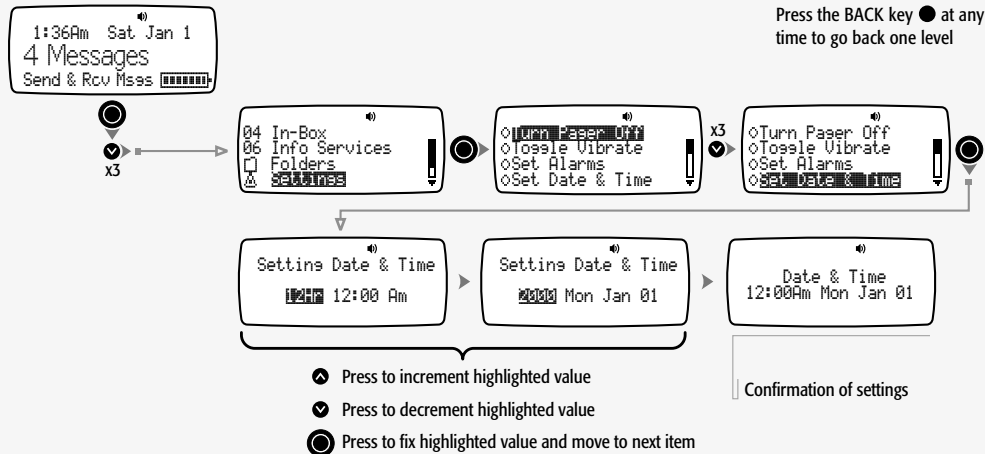 Press the BACK key at any
time to go back one level
1:36Am Sat Jan 1
4 Messages
Send & Rcv Msgs
x3
04 In-Box
06 Info Services
Folders
Settings
Turn Pager Off
Toggle Vibrate
Set Alarms
Set Date & Time
x3
Turn Pager Off
Toggle Vibrate
Set Alarms
Set Date & Time
Setting Date & Time
12Hr 12:00 Am
Setting Date & Time
2000 Mon Jan 01
Date & Time
12:00Am Mon Jan 01
Press to increment highlighted value
Press to decrement highlighted value
Press to fix highlighted value and move to next item
Confirmation of settings